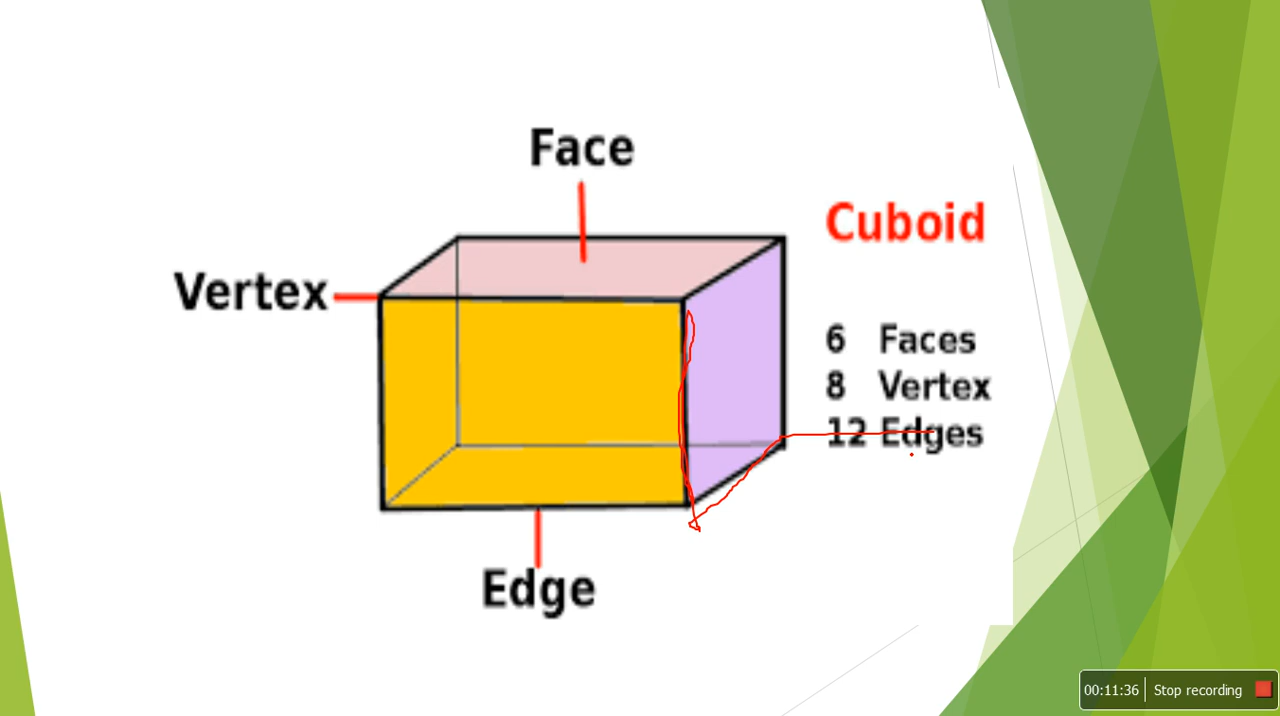 Face
Cuboid
Vertex
6 Faces
8 Vertex
12 Edges
Edge
00:11:36 Stop recording